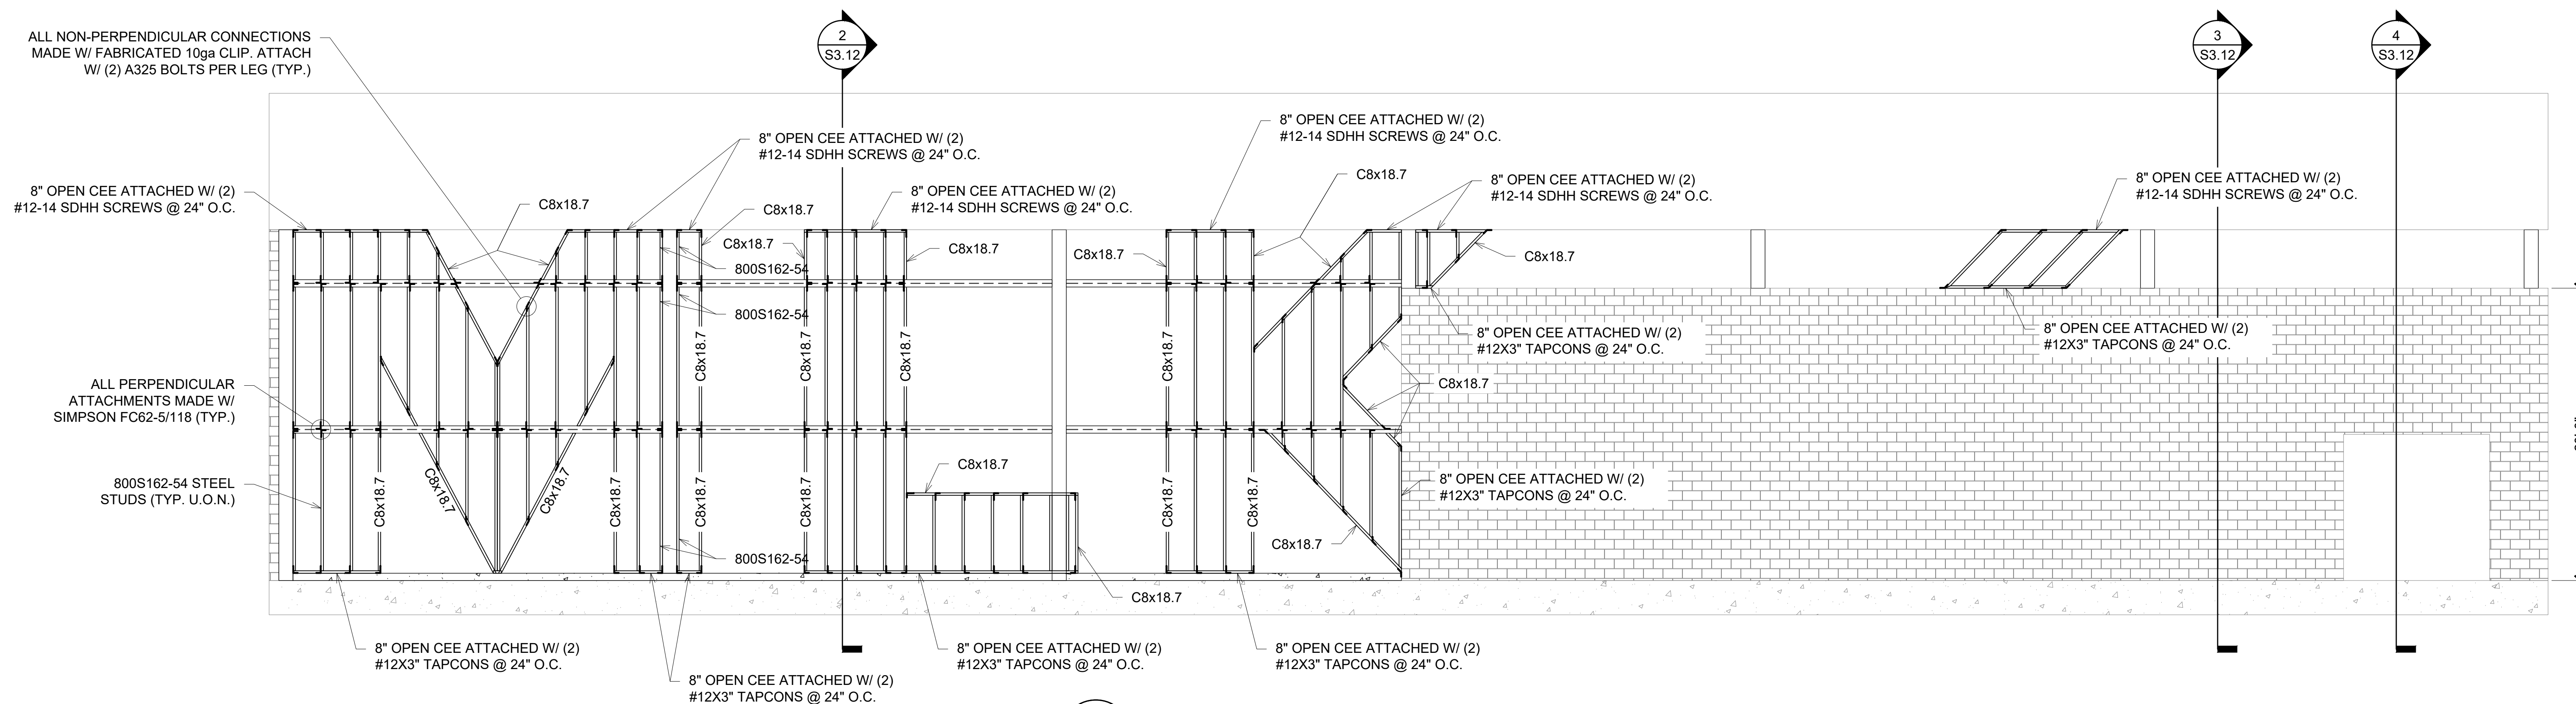 ALL NON-PERPENDICULAR CONNECTIONS
MADE W/ FABRICATED 10ga CLIP. ATTACH
W/ (2) A325 BOLTS PER LEG (TYP.)
2
S3.12
3
S3.12
4
S3.12
8" OPEN CEE ATTACHED W/ (2)
#12-14 SDHH SCREWS @ 24" O.C.
8" OPEN CEE ATTACHED W/ (2)
#12-14 SDHH SCREWS @ 24" O.C.
8" OPEN CEE ATTACHED W/ (2)
#12-14 SDHH SCREWS @ 24" O.C.
C8x18.7
C8x18.7
8" OPEN CEE ATTACHED W/ (2)
#12-14 SDHH SCREWS @ 24" O.C.
C8x18.7
8" OPEN CEE ATTACHED W/ (2)
#12-14 SDHH SCREWS @ 24" O.C.
8" OPEN CEE ATTACHED W/ (2)
#12-14 SDHH SCREWS @ 24" O.C.
C8x18.7
C8x18.7
C8x18.7
C8x18.7
800S162-54
800S162-54
8" OPEN CEE ATTACHED W/ (2)
#12X3" TAPCONS @ 24" O.C.
8" OPEN CEE ATTACHED W/ (2)
#12X3" TAPCONS @ 24" O.C.
C8x18.7
C8x18.7
C8x18.7
C8x18.7
C8x18.7
C8x18.7
ALL PERPENDICULAR
ATTACHMENTS MADE W/
SIMPSON FC62-5/118 (TYP.)
C8x18.7
800S162-54 STEEL
STUDS (TYP. U.O.N.)
8" OPEN CEE ATTACHED W/ (2)
#12X3" TAPCONS @ 24" O.C.
C8x18.7
C8x18.7
C8x18.7
C8x18.7
C8x18.7
C8x18.7
C8x18.7
C8x18.7
C8x18.7
800S162-54
C8x18.7
8" OPEN CEE ATTACHED W/ (2)
#12X3" TAPCONS @ 24" O.C.
8" OPEN CEE ATTACHED W/ (2)
#12X3" TAPCONS @ 24" O.C.
8" OPEN CEE ATTACHED W/ (2)
#12X3" TAPCONS @ 24" O.C.
8" OPEN CEE ATTACHED W/ (2)
#12X3" TAPCONS @ 24" O.C.